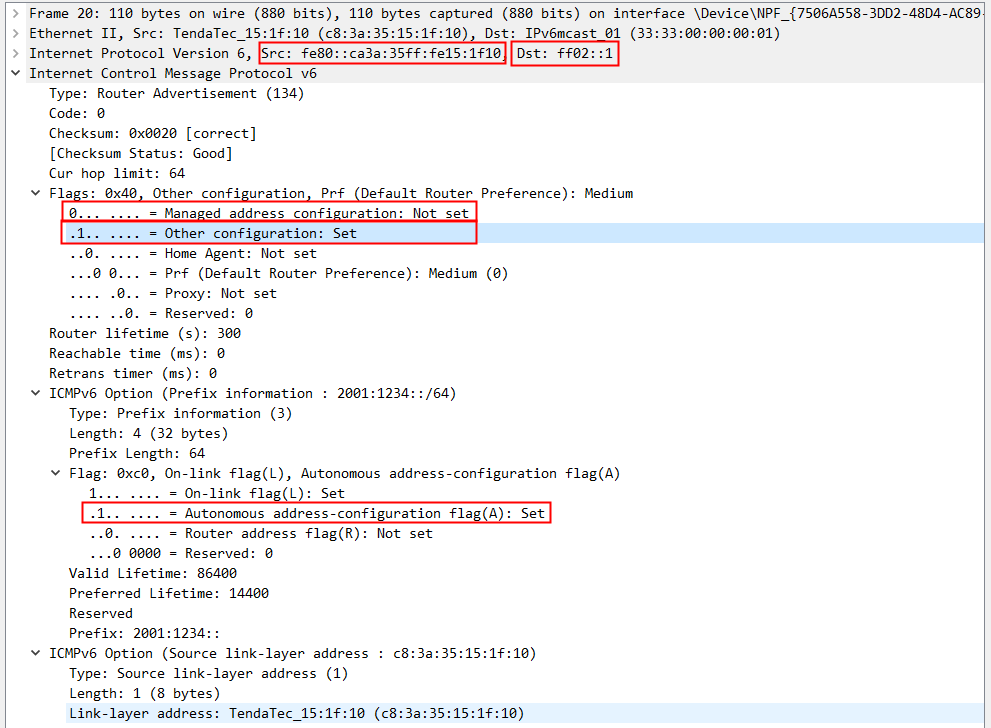 Frame 20: 110 bytes on wire (880 bits), 110 bytes captured (880 bits) on interface \Device\NPF_{7506A558-3DD2-48D4-AC89-
Ethernet II, Src: TendaTec_15:1f:10 (c8:3a:35:15:1f:10), Dst: IPv6mcast_01 (33:33:00:00:00:01)
Internet Protocol Version 6, Src: fe80::ca3a:35ff:fe15:1f10, Dst: ff02::1
Internet Control Message Protocol v6
Type: Router Advertisement (134)
Code: 0
Checksum: 0x0020 [correct]
[Checksum Status: Good]
Cur hop limit: 64
Flags: 0x40, Other configuration, Prf (Default Router Preference): Medium
0... .... = Managed address configuration: Not set
.1.. .... = Other configuration: Set
..0. .... = Home Agent: Not set
...0 0... = Prf (Default Router Preference): Medium (0)
.... .0.. = Proxy: Not set
.... ..0. = Reserved: 0
Router lifetime (s): 300
Reachable time (ms): 0
Retrans timer (ms): 0
ICMPv6 Option (Prefix information : 2001:1234::/64)
Type: Prefix information (3)
Length: 4 (32 bytes)
Prefix Length: 64
Flag: 0xc0, On-link flag(L), Autonomous address-configuration flag(A)
1... .... = On-link flag(L): Set
.1.. .... = Autonomous address-configuration flag(A): Set
..0. .... = Router address flag(R): Not set
...0 0000 = Reserved: 0
Valid Lifetime: 86400
Preferred Lifetime: 14400
Reserved
Prefix: 2001:1234::
ICMPv6 Option (Source link-layer address : c8:3a:35:15:1f:10)
Type: Source link-layer address (1)
Length: 1 (8 bytes)
Link-layer address: TendaTec_15:1f:10 (c8:3a:35:15:1f:10)